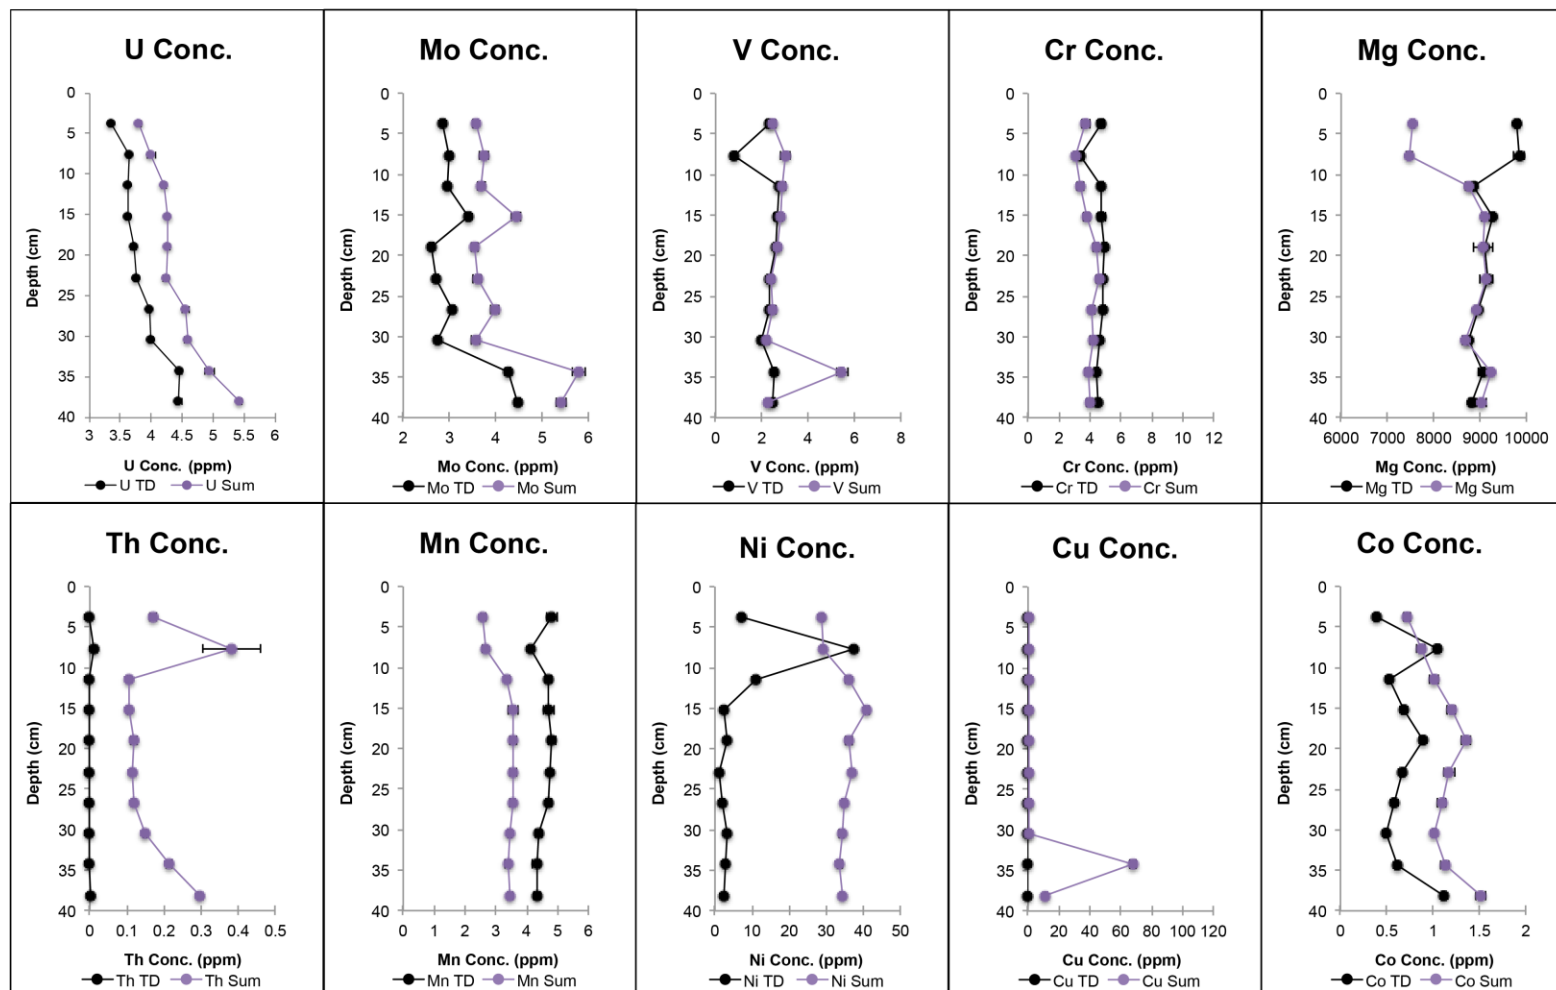 U Conc.
0
5
10
15
20
25
30
35
40
Depth (cm)
3 3.5 4 4.5 5 5.5 6
U Conc. (ppm)
U TD U Sum
Mo Conc.
0
5
10
15
20
25
30
35
40
Depth (cm)
2 3 4 5 6
Mo Conc. (ppm)
Mo TD Mo Sum
V Conc.
0
5
10
15
20
25
30
35
40
Depth (cm)
0 2 4 6 8
V Conc. (ppm)
V TD V Sum
Cr Conc.
0
5
10
15
20
25
30
35
40
Depth (cm)
0 2 4 6 8 10 12
Cr Conc. (ppm)
Cr TD Cr Sum
Mg Conc.
0
5
10
15
20
25
30
35
40
Depth (cm)
6000 7000 8000 9000 10000
Mg Conc. (ppm)
Mg TD Mg Sum
Th Conc.
0
5
10
15
20
25
30
35
40
Depth (cm)
0 0.1 0.2 0.3 0.4 0.5
Th Conc. (ppm)
Th TD Th Sum
Mn Conc.
0
5
10
15
20
25
30
35
40
Depth (cm)
0 1 2 3 4 5 6
Mn Conc. (ppm)
Mn TD Mn Sum
Ni Conc.
0
5
10
15
20
25
30
35
40
Depth (cm)
0 10 20 30 40 50
Ni Conc. (ppm)
Ni TD Ni Sum
Cu Conc.
0
5
10
15
20
25
30
35
40
Depth (cm)
0 20 40 60 80 100 120
Cu Conc. (ppm)
Cu TD Cu Sum
Co Conc.
0
5
10
15
20
25
30
35
40
Depth (cm)
0 0.5 1 1.5 2
Co Conc. (ppm)
Co TD Co Sum